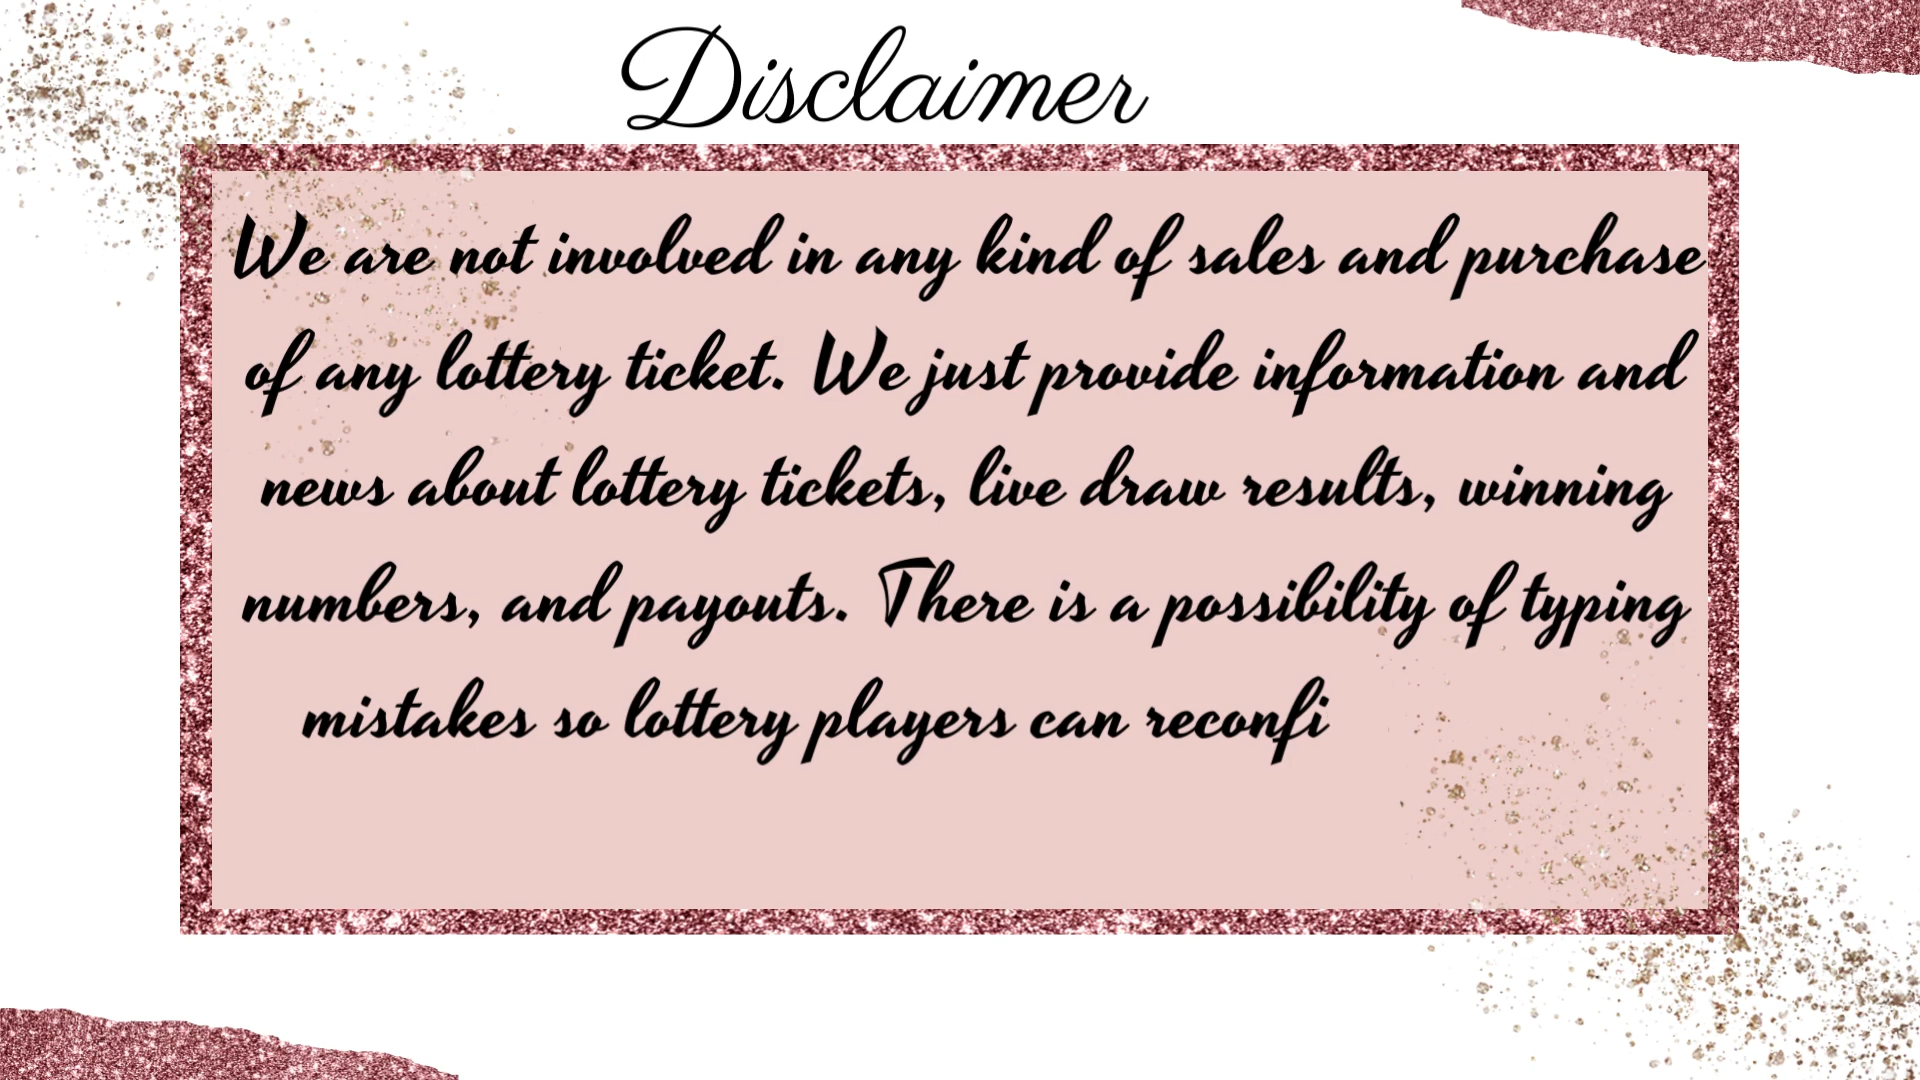 Disclaimer
We are not involved in any kind of sales and purchase
of any lottery ticket. We just provide information and
news about lottery tickets, live draw results, winning
numbers, and payouts. There is a possibility of typing
mistakes so lottery players can reconfi